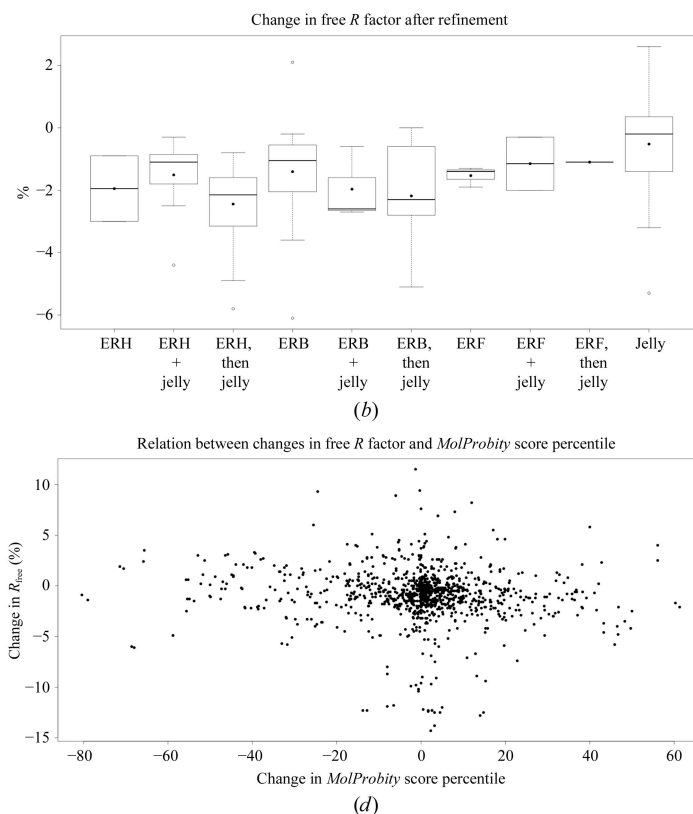 Change in free R factor after refinement
2
0
−2
−4
−6
%
ERH
ERH
+
jelly
ERH,
then
jelly
ERB
ERB
+
jelly
ERB,
then
jelly
ERF
ERF
+
jelly
ERF,
then jelly
Jelly
(b)
Relation between changes in free R factor and MolProbity score percentile
10
5
0
−5
−10
−15
Change in Rfree (%)
−80 −60 −40 −20 0 20 40 60
Change in MolProbity score percentile
(d)